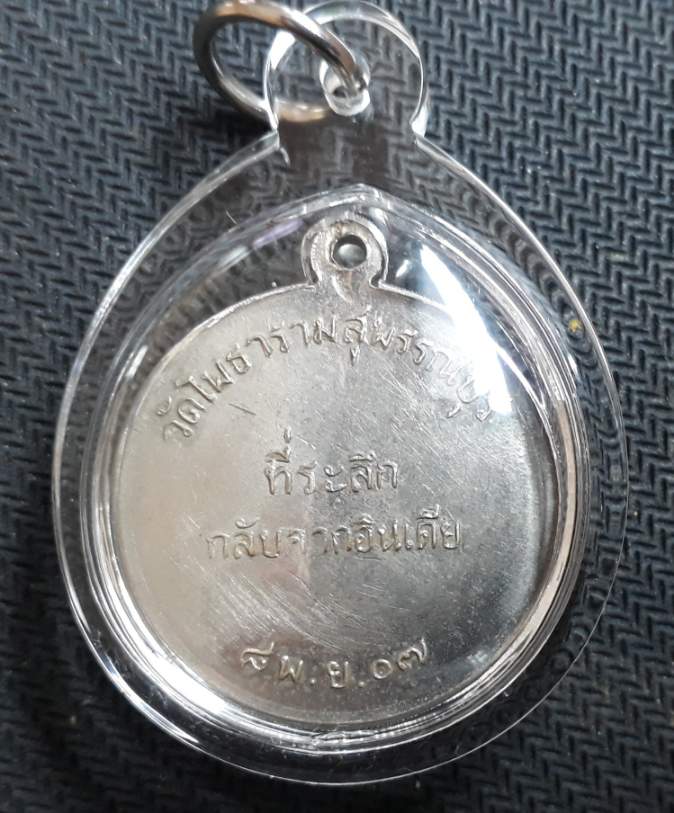 วัดโพธารามสุพรรณบุรี
ที่ระลึก
กลับจากอินเดีย
๘ พ.ย.๑๗